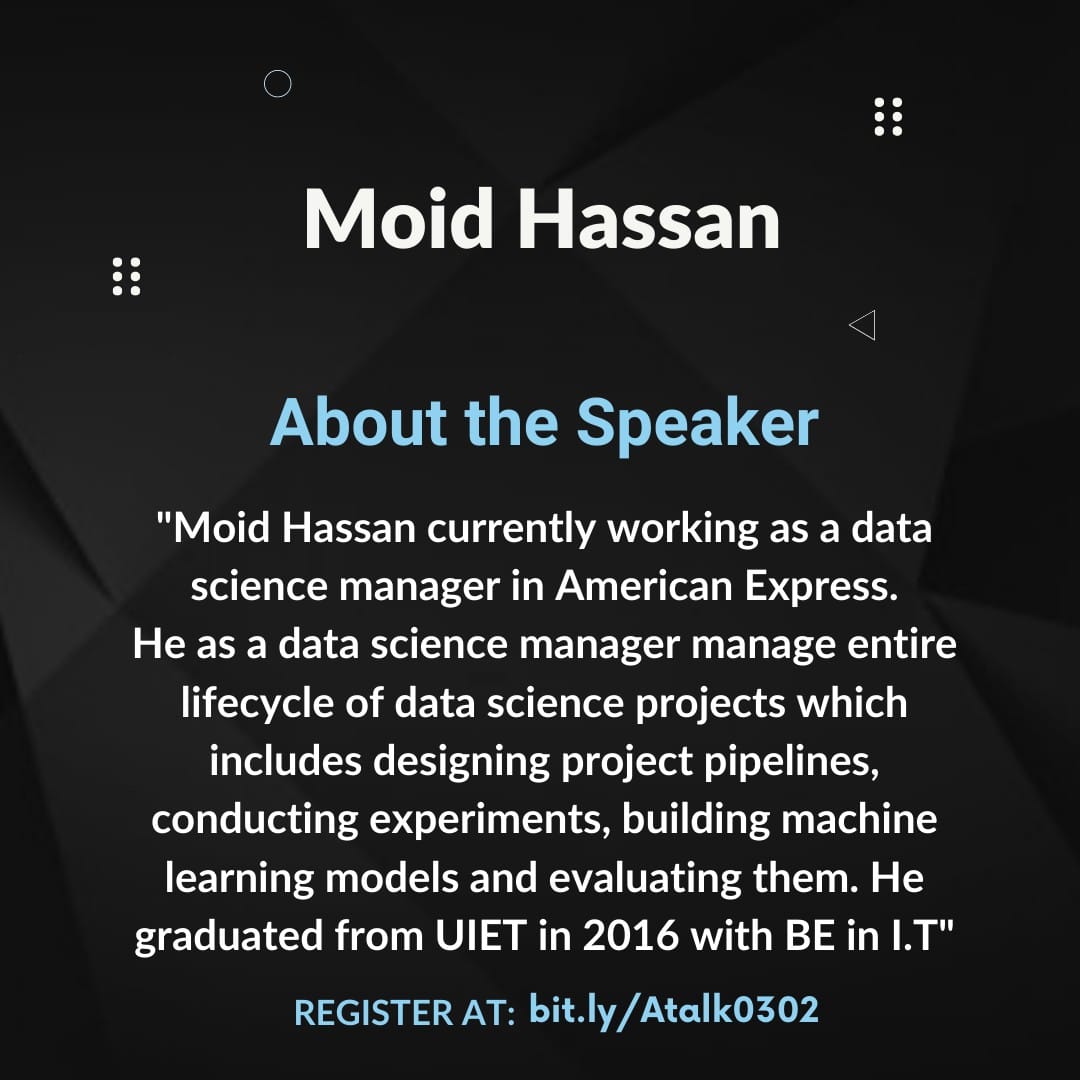 Moid Hassan
About the Speaker
"Moid Hassan currently working as a data
science manager in American Express.
He as a data science manager manage entire
lifecycle of data science projects which
includes designing project pipelines,
conducting experiments, building machine
learning models and evaluating them. He
graduated from UIET in 2016 with BE in I.T"
REGISTER AT: bit.ly/Atalk0302